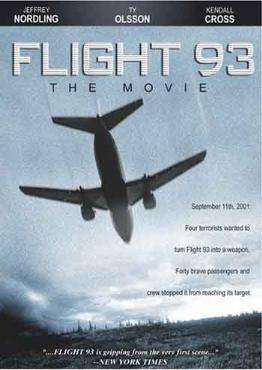 JEFFREY TY KENDALL
NORDLING OLSSON CROSS
FLIGHT 93
THE MOVIE
September 11th, 2001:
Four terrorists wanted to
turn Flight 93 into a weapon.
Forty brave passengers and
crew stopped it from reaching its target.
"....FLIGHT 93 is gripping from the very first scene..."
--NEW YORK TIMES